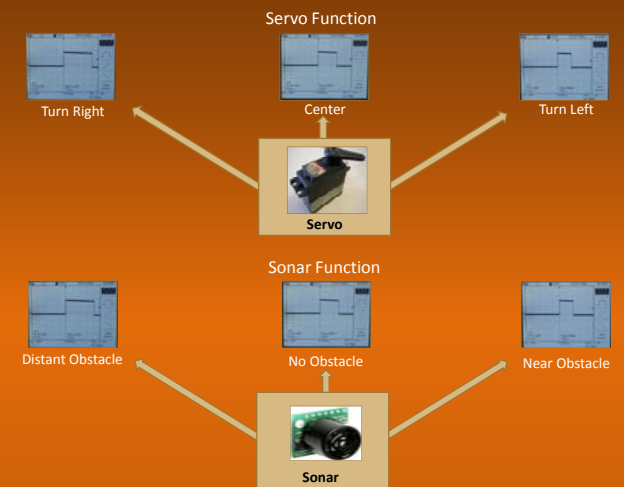 Servo Function
Turn Right
Center
Turn Left
Servo
Sonar Function
Distant Obstacle
No Obstacle
Near Obstacle
Sonar